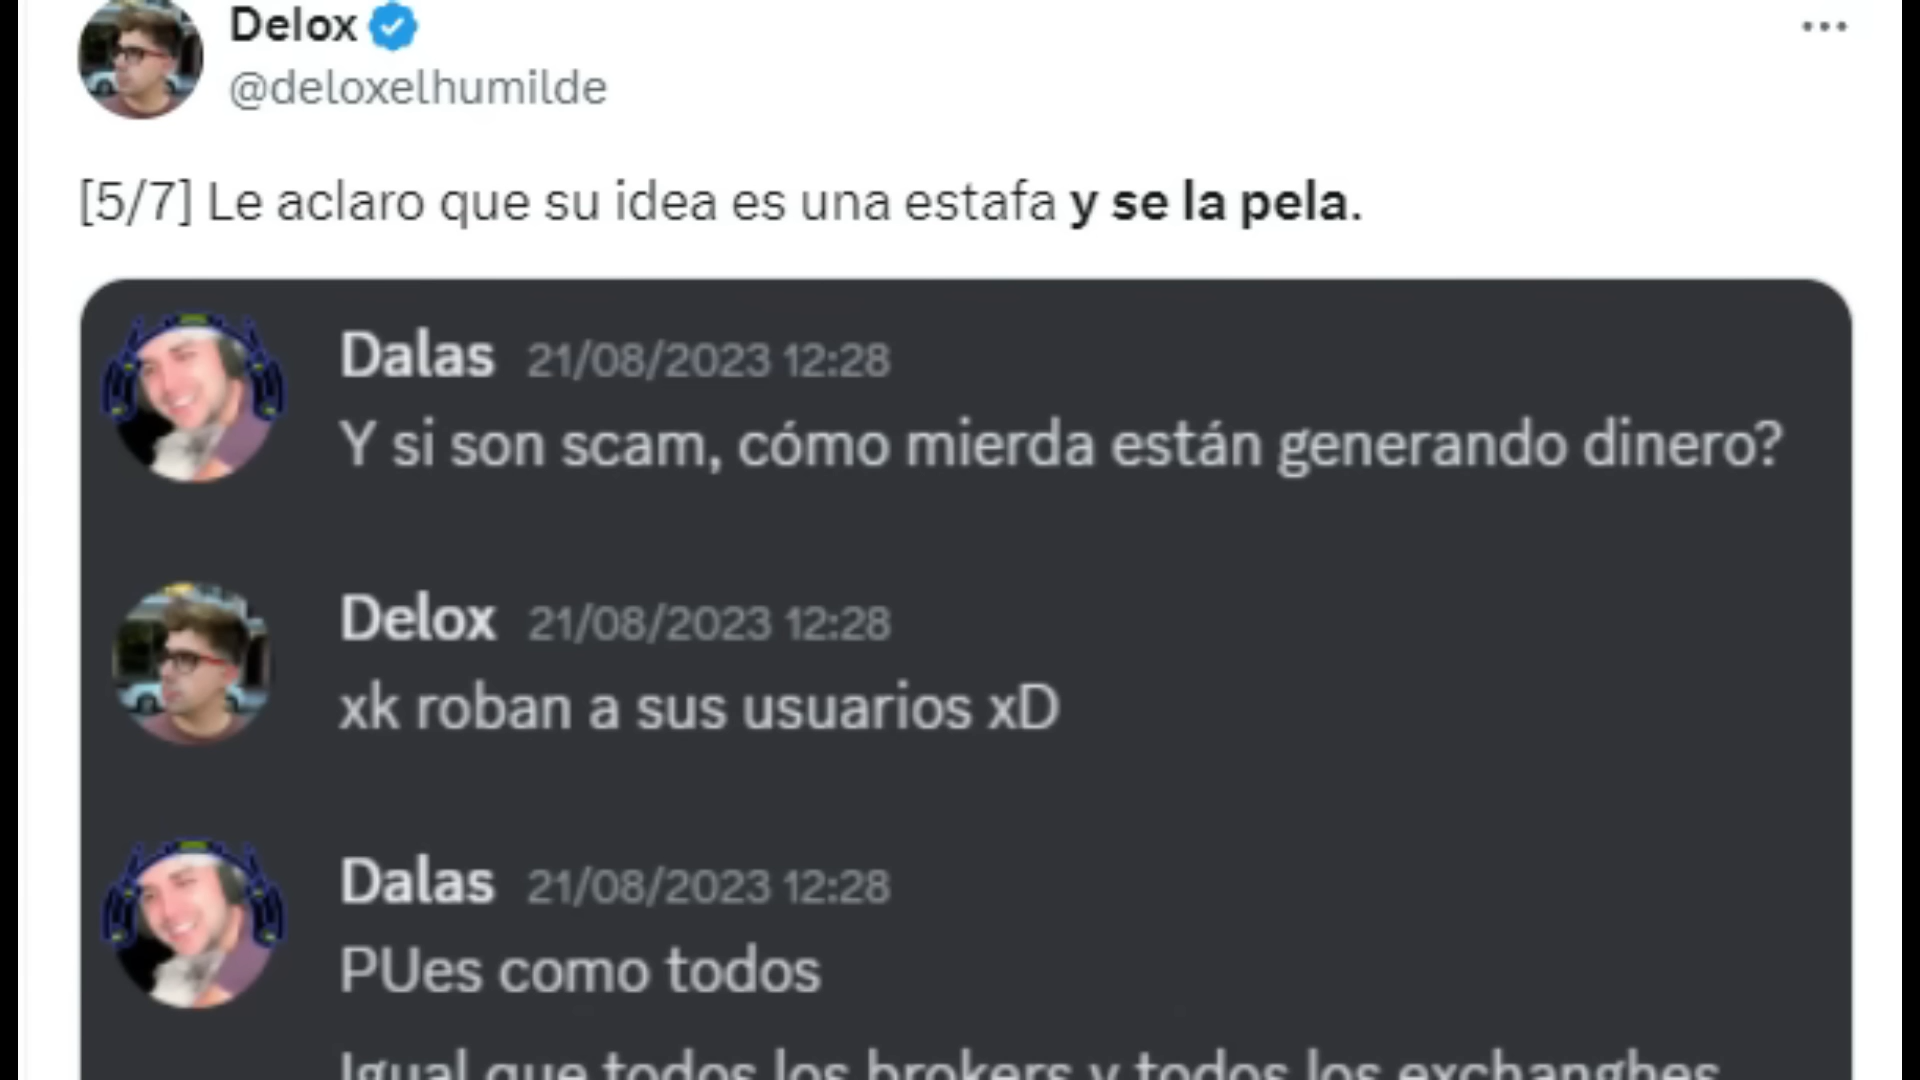 Delox
@deloxelhumilde
[5/7] Le aclaro que su idea es una estafa y se la pela.
Dalas 21/08/2023 12:28
Y si son scam, cómo mierda están generando dinero?
Delox 21/08/2023 12:28
xk roban a sus usuarios xD
Dalas 21/08/2023 12:28
PUes como todos
Igual que todos los brokers y todos los exchanghes